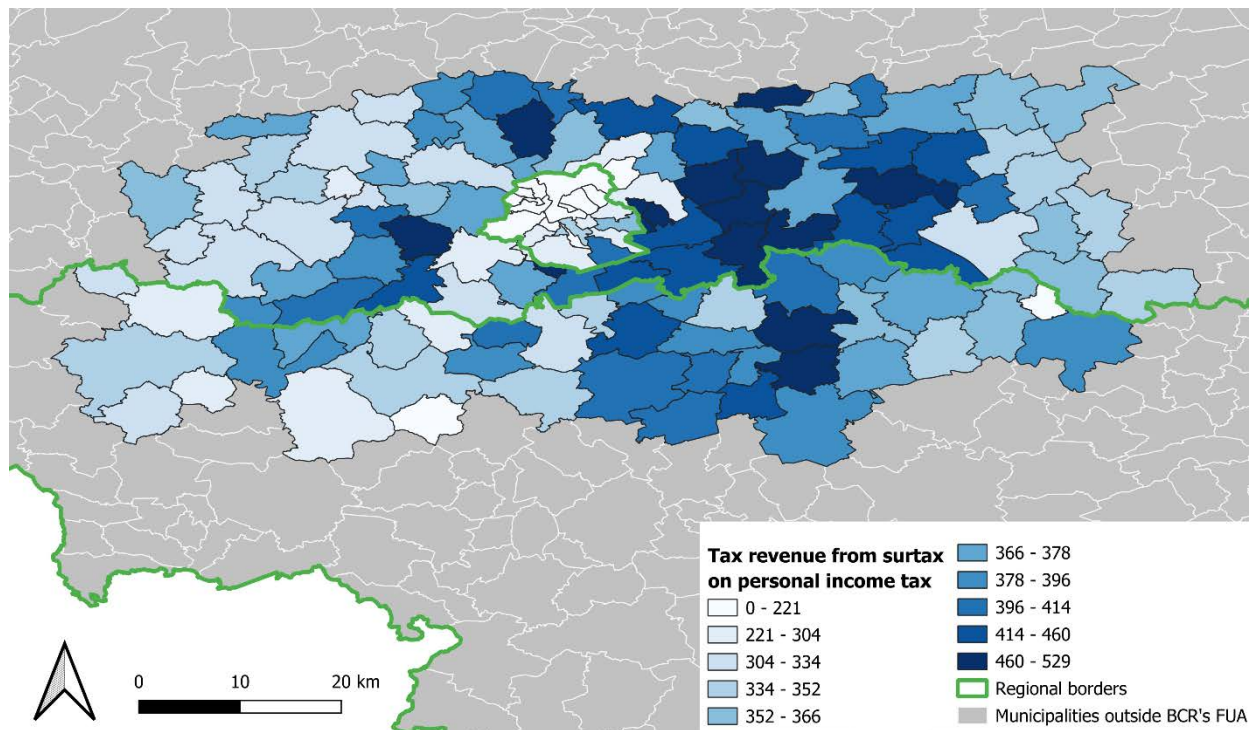 Tax revenue from surtax
on personal income tax
0 - 221
221 - 304
304 - 334
334 - 352
352 - 366
366 - 378
378 - 396
396 - 414
414 - 460
460 - 529
Regional borders
Municipalities outside BCR's FUA
0 10 20 km